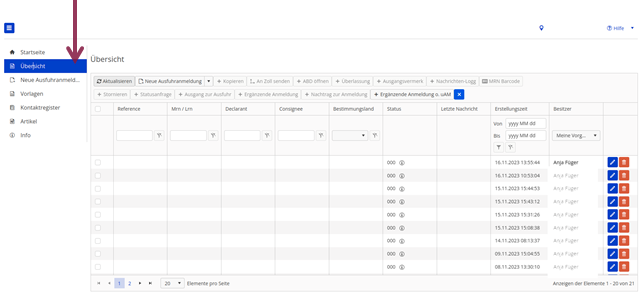 Hilfe
Startseite
Übersicht
Neue Ausfuhranmeld...
Vorlagen
Kontaktregister
Artikel
Info
Übersicht
Aktualisieren Neue Ausfuhranmeldung + Kopieren + An Zoll senden + ABD öffnen + Überlassung + Ausgangsvermerk + Nachrichten-Logg MRN Barcode
+ Stornieren + Statusanfrage + Ausgang zur Ausfuhr + Ergänzende Anmeldung + Nachtrag zur Anmeldung + Ergänzende Anmeldung o. uAM ×
Reference Mrn / Lrn Declarant Consignee Bestimmungsland Status Letzte Nachricht Erstellungszeit Besitzer
Von yyyy MM dd
Bis yyyy MM dd Meine Vorg...
000 16.11.2023 13:55:44 Anja Füger
000 16.11.2023 10:53:04 Anja Füger
000 15.11.2023 15:44:53 Anja Füger
000 15.11.2023 15:43:12 Anja Füger
000 15.11.2023 15:31:26 Anja Füger
000 15.11.2023 15:08:38 Anja Füger
000 14.11.2023 08:13:37 Anja Füger
000 09.11.2023 15:04:55 Anja Füger
000 08.11.2023 13:30:10 Anja Füger
1 2 20 Elemente pro Seite Anzeigen der Elemente 1 - 20 von 21